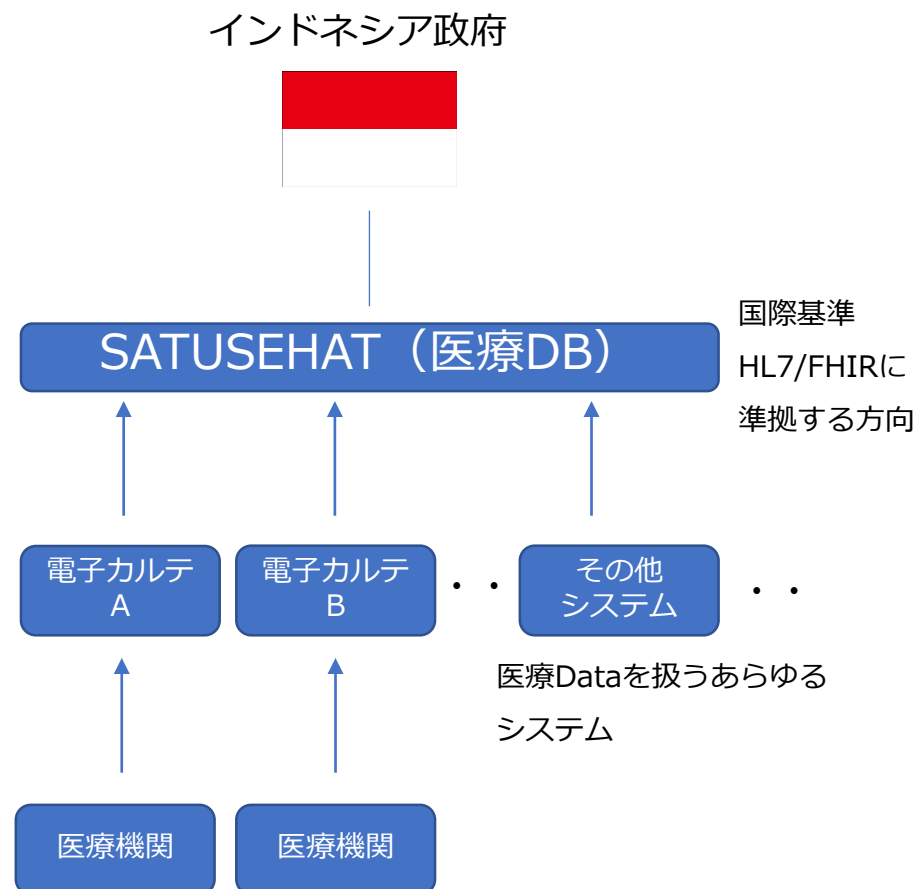 インドネシア政府
SATUSEHAT（医療DB）
国際基準
HL7/FHIRに
準拠する方向
電子カルテ
A
電子カルテ
B
・・
その他
システム
・・
医療Dataを扱うあらゆる
システム
医療機関
医療機関